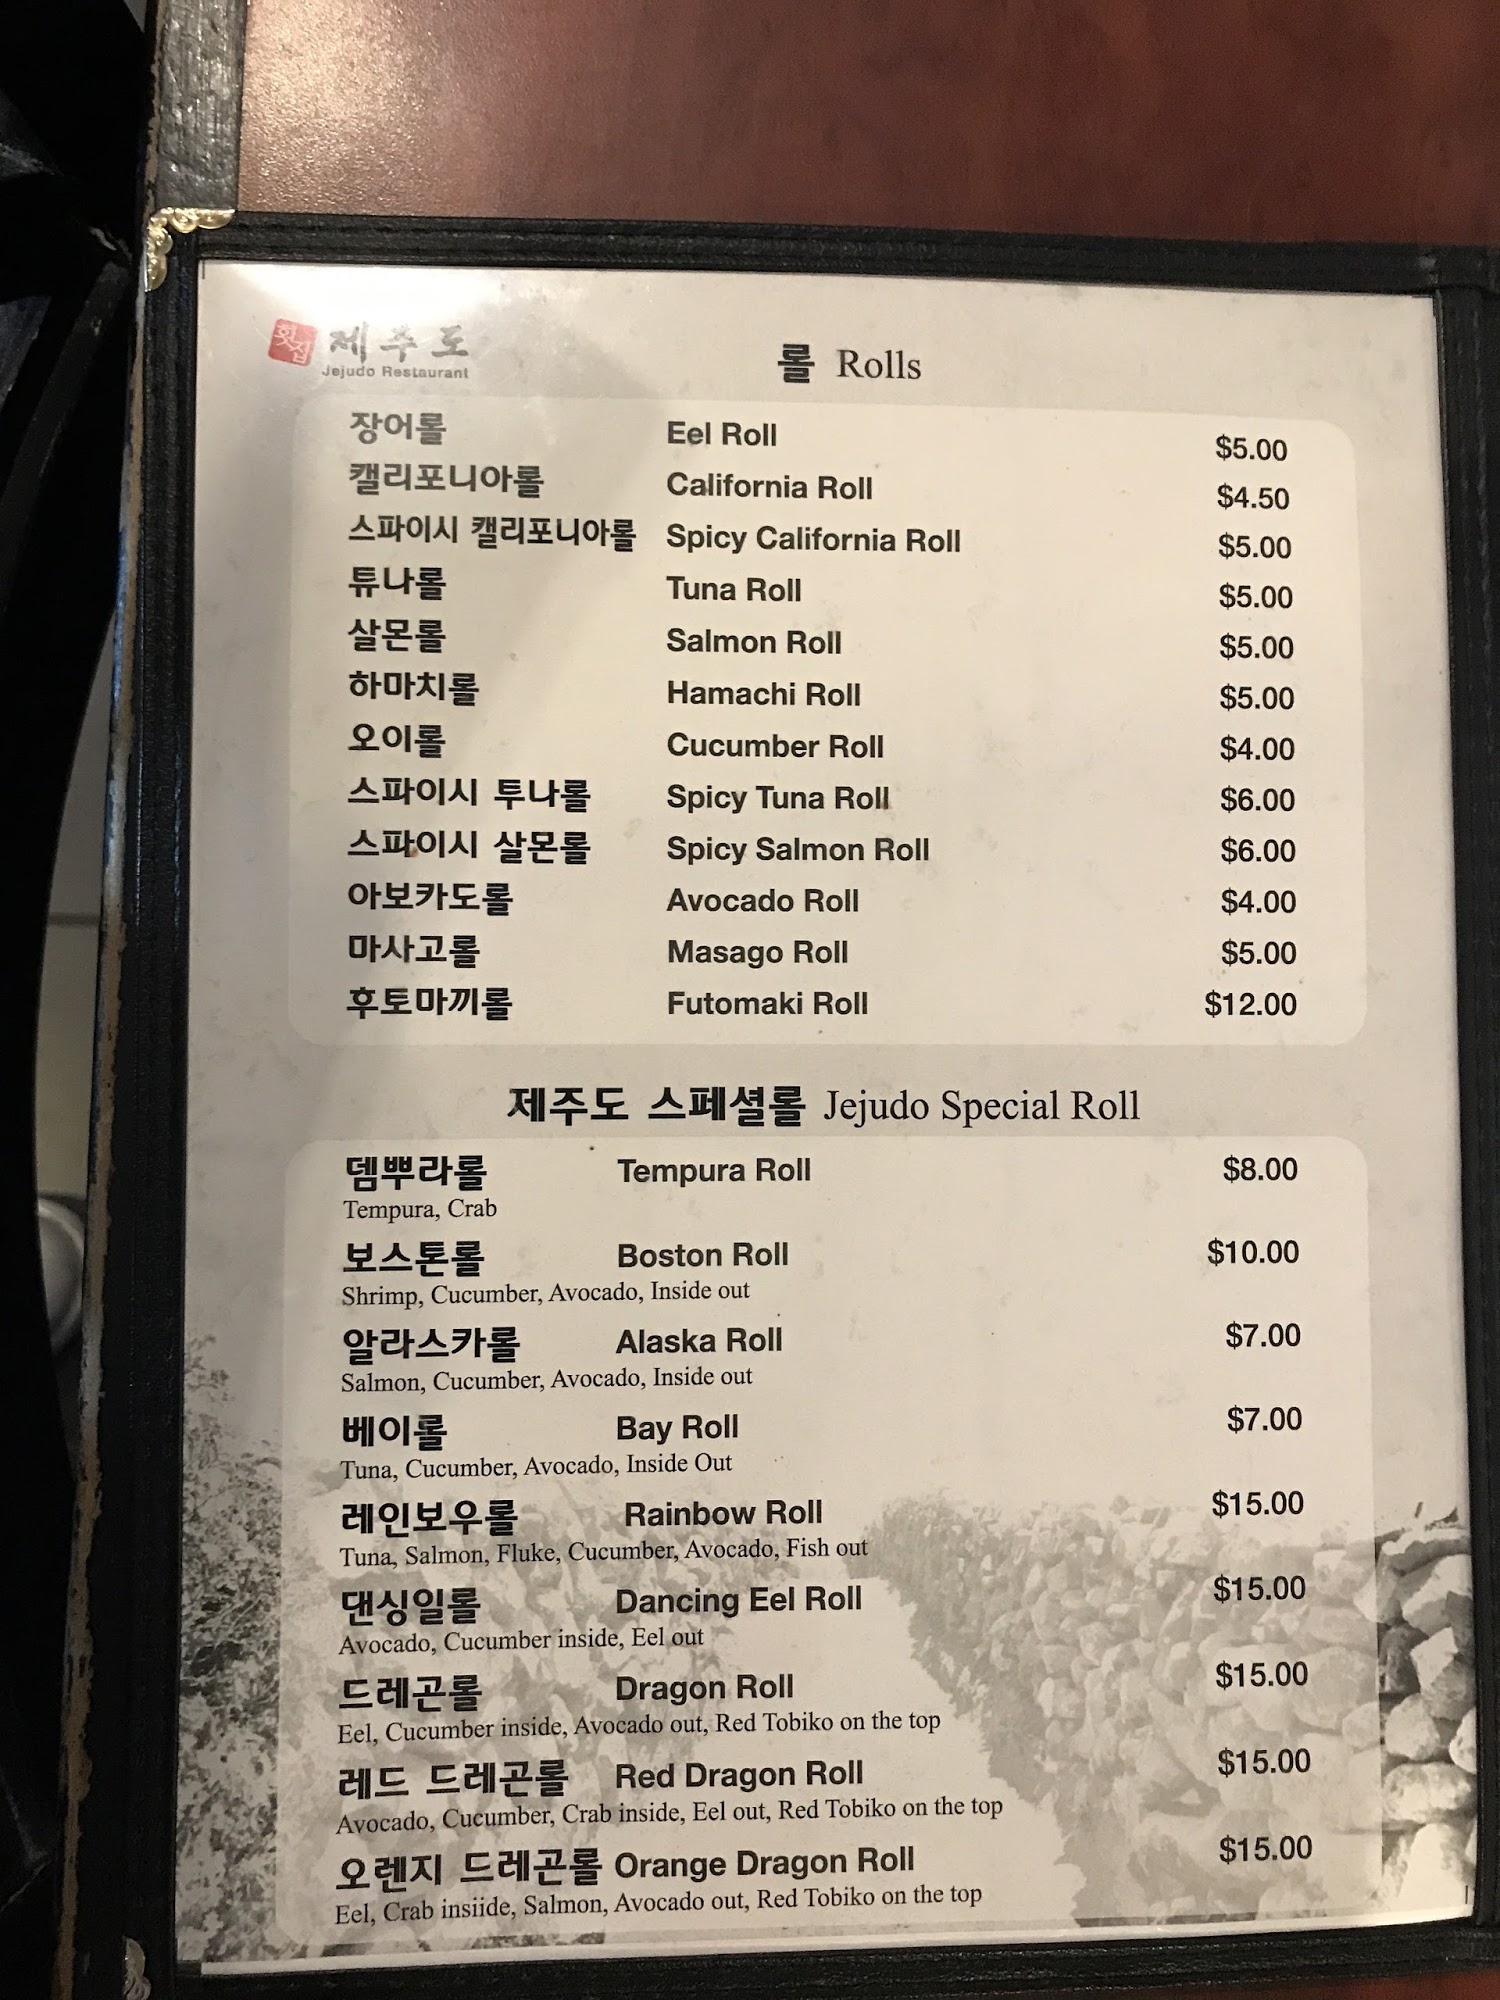 횟집 제주도
Jejudo Restaurant
롤 Rolls
장어롤 Eel Roll $5.00
캘리포니아롤 California Roll $4.50
스파이시 캘리포니아롤 Spicy California Roll $5.00
튜나롤 Tuna Roll $5.00
살몬롤 Salmon Roll $5.00
하마치롤 Hamachi Roll $5.00
오이롤 Cucumber Roll $4.00
스파이시 투나롤 Spicy Tuna Roll $6.00
스파이시 살몬롤 Spicy Salmon Roll $6.00
아보카도롤 Avocado Roll $4.00
마사고롤 Masago Roll $5.00
후토마끼롤 Futomaki Roll $12.00
제주도 스페셜롤 Jejudo Special Roll
뎀뿌라롤 Tempura Roll $8.00
Tempura, Crab
보스톤롤 Boston Roll $10.00
Shrimp, Cucumber, Avocado, Inside out
알라스카롤 Alaska Roll $7.00
Salmon, Cucumber, Avocado, Inside out
베이롤 Bay Roll $7.00
Tuna, Cucumber, Avocado, Inside Out
레인보우롤 Rainbow Roll $15.00
Tuna, Salmon, Fluke, Cucumber, Avocado, Fish out
댄싱일롤 Dancing Eel Roll $15.00
Avocado, Cucumber inside, Eel out
드레곤롤 Dragon Roll $15.00
Eel, Cucumber inside, Avocado out, Red Tobiko on the top
레드 드레곤롤 Red Dragon Roll $15.00
Avocado, Cucumber, Crab inside, Eel out, Red Tobiko on the top
오렌지 드레곤롤 Orange Dragon Roll $15.00
Eel, Crab insiide, Salmon, Avocado out, Red Tobiko on the top